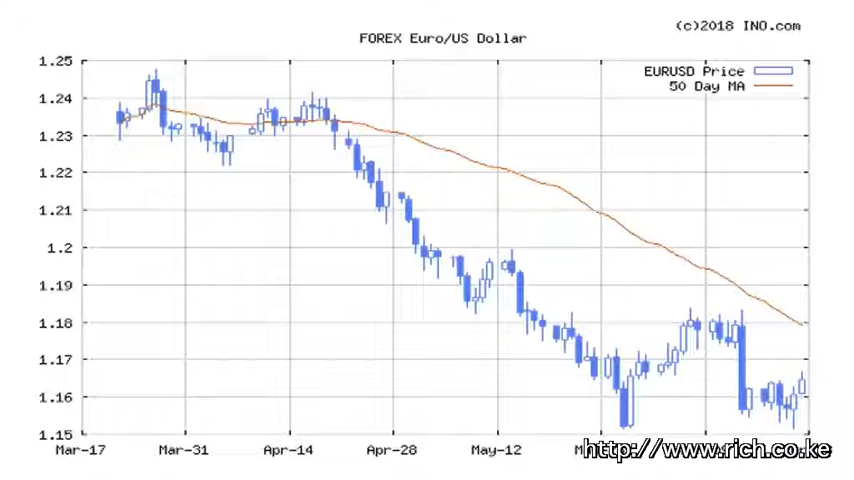 (c)2018 INO.com
FOREX Euro/US Dollar
EURUSD Price
50 Day MA
1.25
1.24
1.23
1.22
1.21
1.2
1.19
1.18
1.17
1.16
1.15
Mar-17 Mar-31 Apr-14 Apr-28 May-12
http://www.rich.co.ke